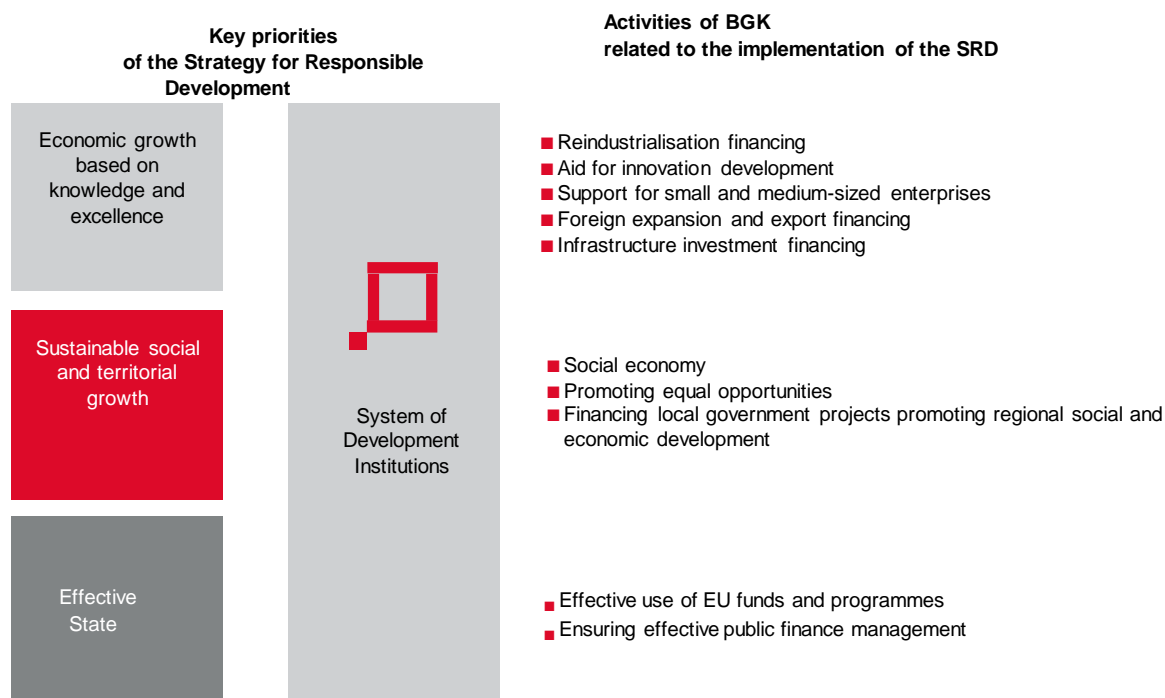 Key priorities
of the Strategy for Responsible
Development
Activities of BGK
related to the implementation of the SRD
Economic growth
based on
knowledge and
excellence
Reindustrialisation financing
Aid for innovation development
Support for small and medium-sized enterprises
Foreign expansion and export financing
Infrastructure investment financing
Sustainable social
and territorial
growth
System of
Development
Institutions
Social economy
Promoting equal opportunities
Financing local government projects promoting regional social and
economic development
Effective
State
Effective use of EU funds and programmes
Ensuring effective public finance management